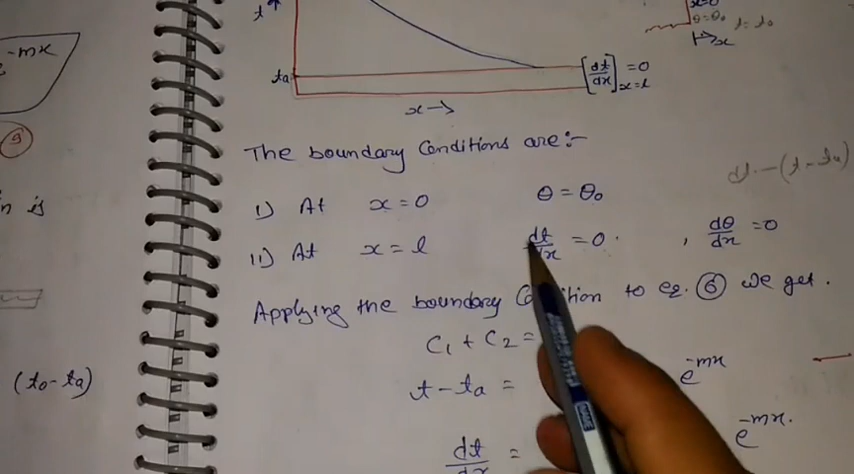 e^{-mx}
5
n is
(t₀-ta)
t
x=0
θ=θ₀ t=t₀
x
ta
[dt/dx]_{x=l} =0
x→
The boundary Conditions are:-
t-(t-ta)
1) At x=0 θ=θ₀
11) At x=l dt/dx =0 , dθ/dx =0
Applying the boundary to eq. 6 we get.
C₁ + C₂ =
t-ta = e^{-mx}
dt/dx = e^{-mx}.